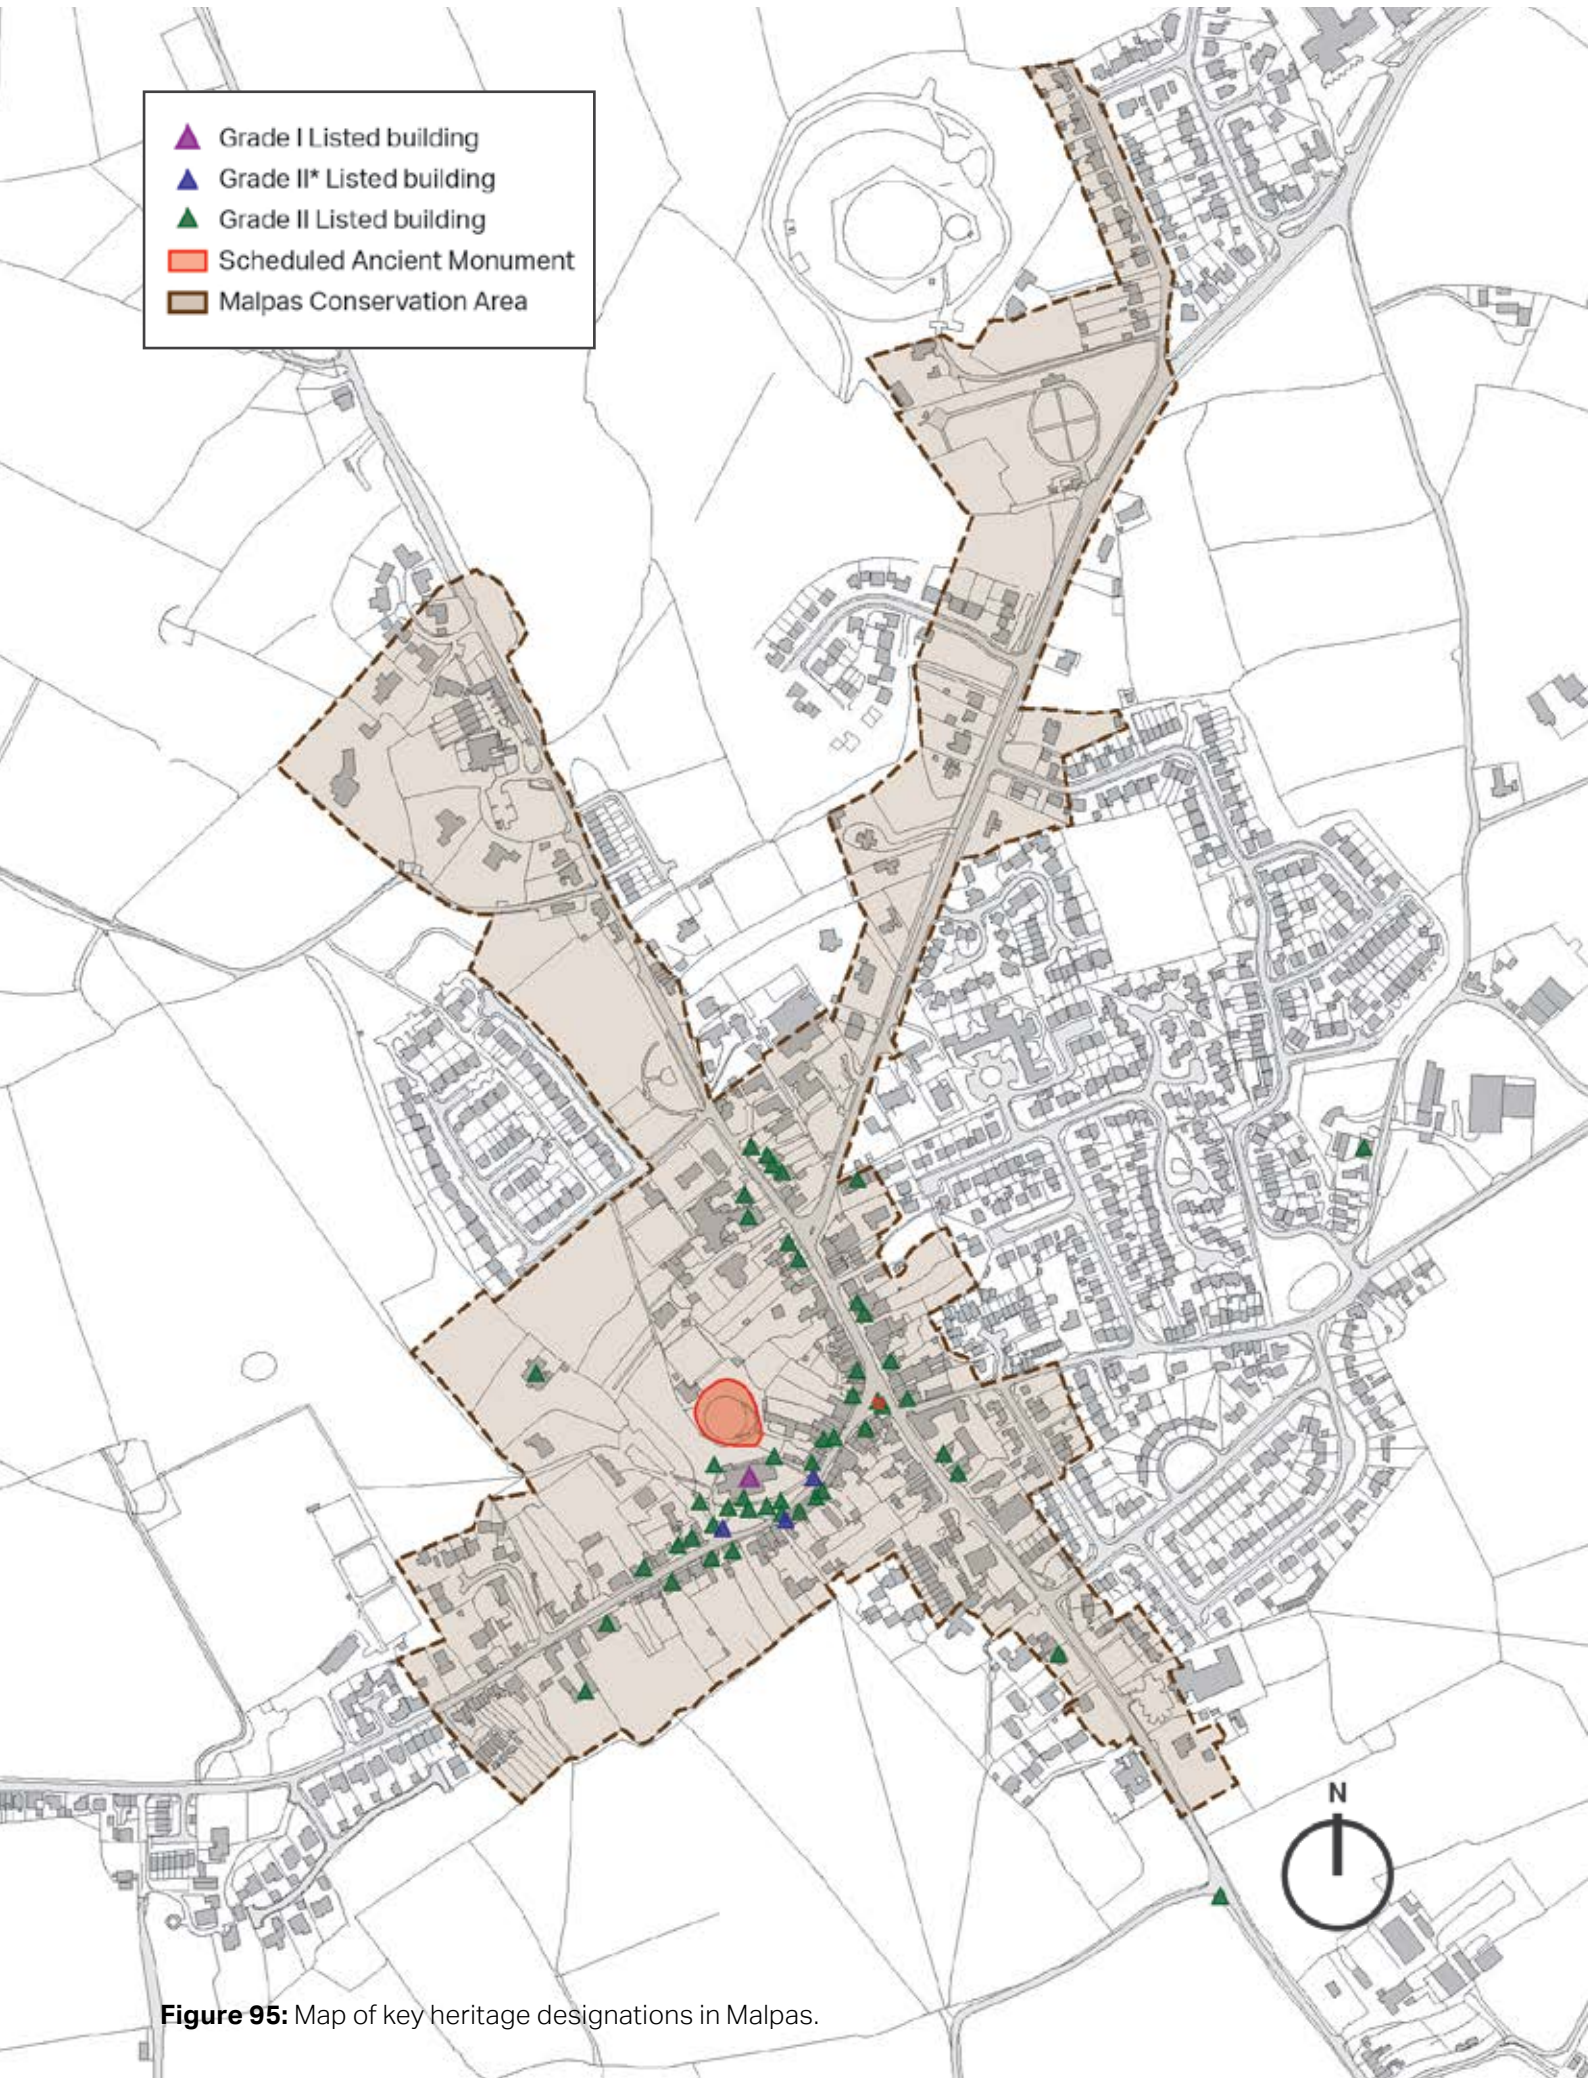 Grade I Listed building
Grade II* Listed building
Grade II Listed building
Scheduled Ancient Monument
Malpas Conservation Area
N
Figure 95: Map of key heritage designations in Malpas.